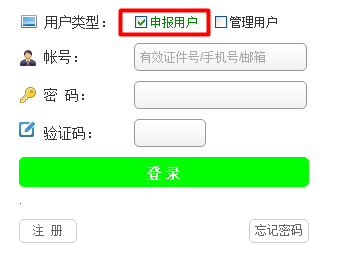 用户类型： 申报用户 管理用户
帐号： 有效证件号/手机号/邮箱
密 码：
验证码：
登 录
.
注 册 忘记密码